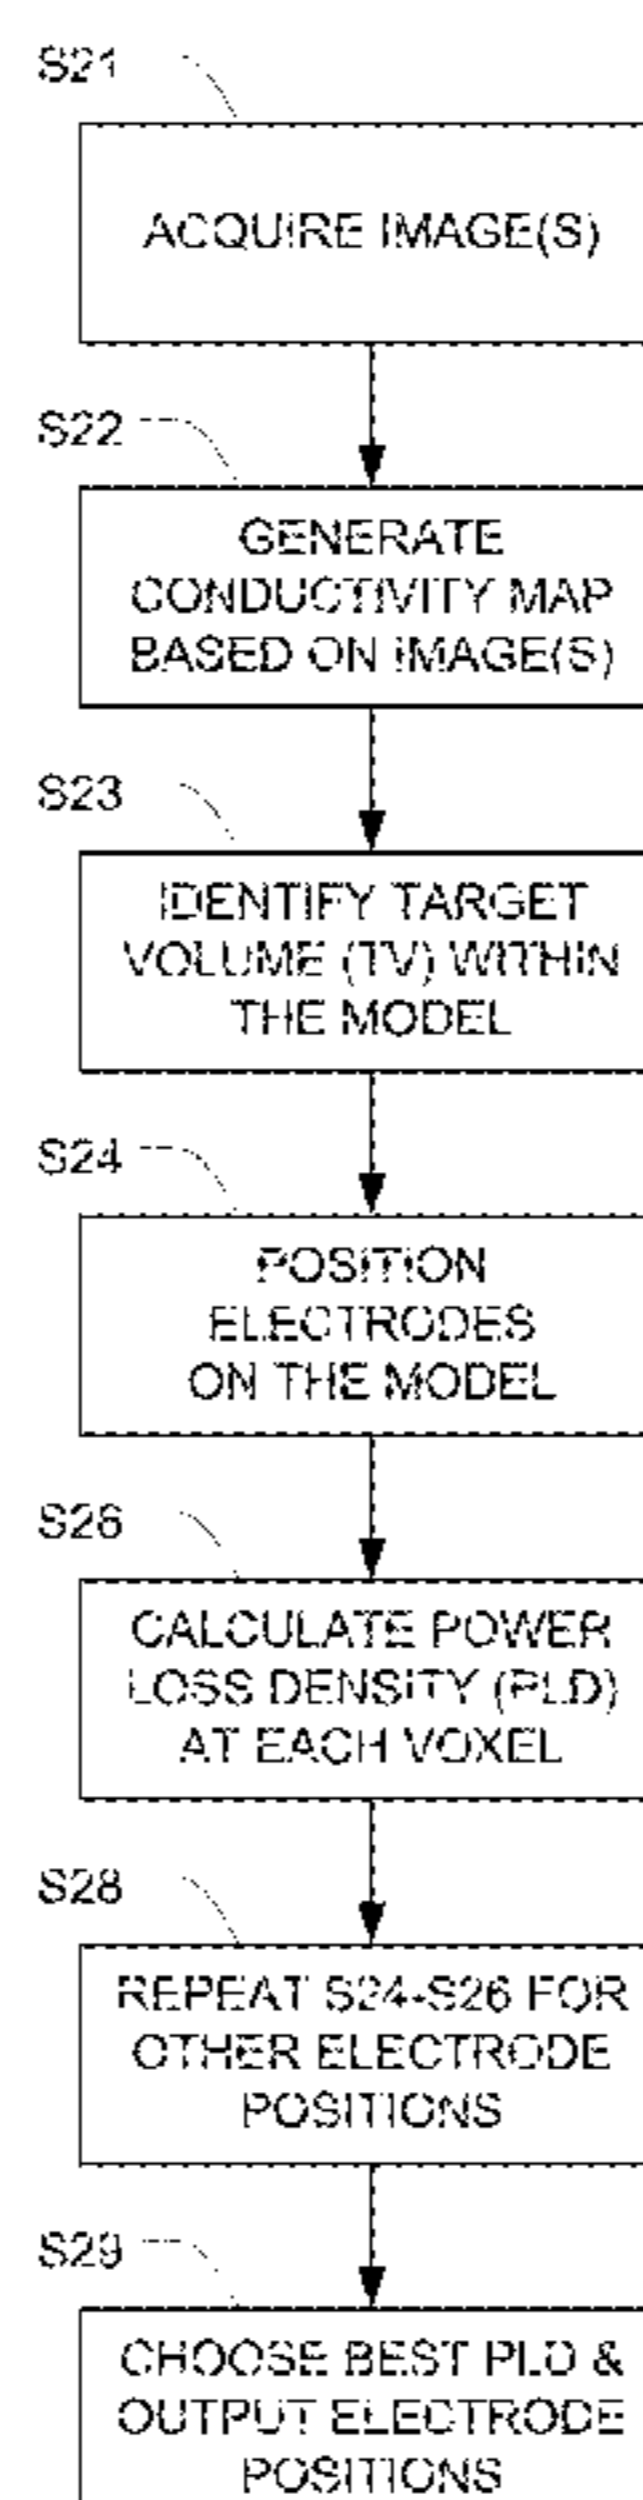 S21
ACQUIRE IMAGE(S)
S22
GENERATE
CONDUCTIVITY MAP
BASED ON IMAGE(S)
S23
IDENTIFY TARGET
VOLUME (TV) WITHIN
THE MODEL
S24
POSITION
ELECTRODES
ON THE MODEL
S26
CALCULATE POWER
LOSS DENSITY (PLD)
AT EACH VOXEL
S28
REPEAT S24-S26 FOR
OTHER ELECTRODE
POSITIONS
S29
CHOOSE BEST PLD &
OUTPUT ELECTRODE
POSITIONS